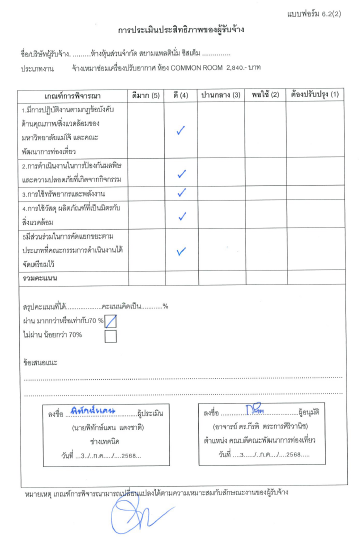 แบบฟอร์ม 6.2(2)
การประเมินประสิทธิภาพของผู้รับจ้าง
ชื่อ/บริษัทผู้รับจ้าง...........ห้างหุ้นส่วนจำกัด สยามแพลตินั่ม ซิสเต็ม
ประเภทงาน จ้างเหมาซ่อมเครื่องปรับอากาศ ห้อง COMMON ROOM 2,840.- บาท
เกณฑ์การพิจารณา ดีมาก (5) ดี (4) ปานกลาง (3) พอใช้ (2) ต้องปรับปรุง (1)
1.มีการปฏิบัติงานตามกฎข้อบังคับ
ด้านคุณภาพ/สิ่งแวดล้อมของ
มหาวิทยาลัยแม่โจ้ และคณะ
พัฒนาการท่องเที่ยว ✓
2.การดำเนินงานในการป้องกันมลพิษ
และความปลอดภัยที่เกิดจากกิจกรรม ✓
3.การใช้ทรัพยากรและพลังงาน ✓
4.การใช้วัสดุ ผลิตภัณฑ์ที่เป็นมิตรกับ
สิ่งแวดล้อม ✓
5มีส่วนร่วมในการคัดแยกขยะตาม
ประเภทที่คณะกรรมการดำเนินงานได้
จัดเตรียมไว้ ✓
รวมคะแนน
สรุปคะแนนที่ได้...............คะแนนคิดเป็น...........%
ผ่าน มากกว่าหรือเท่ากับ70 % ✓
ไม่ผ่าน น้อยกว่า 70%
ข้อเสนอแนะ
ลงชื่อ พิทักษ์แดน ผู้ประเมิน
(นายพิทักษ์แดน แดงชาติ)
ช่างเทคนิค
วันที่ ...3../..ก.ค..../....2568....
ลงชื่อ ผู้อนุมัติ
(อาจารย์ ดร.กีรติ ตระการศิริวานิช)
ตำแหน่ง คณบดีคณะพัฒนาการท่องเที่ยว
วันที่ ....3...../..ก.ค..../....2568....
หมายเหตุ เกณฑ์การพิจารณาสามารถเปลี่ยนแปลงได้ตามความเหมาะสมกับลักษณะงานของผู้รับจ้าง